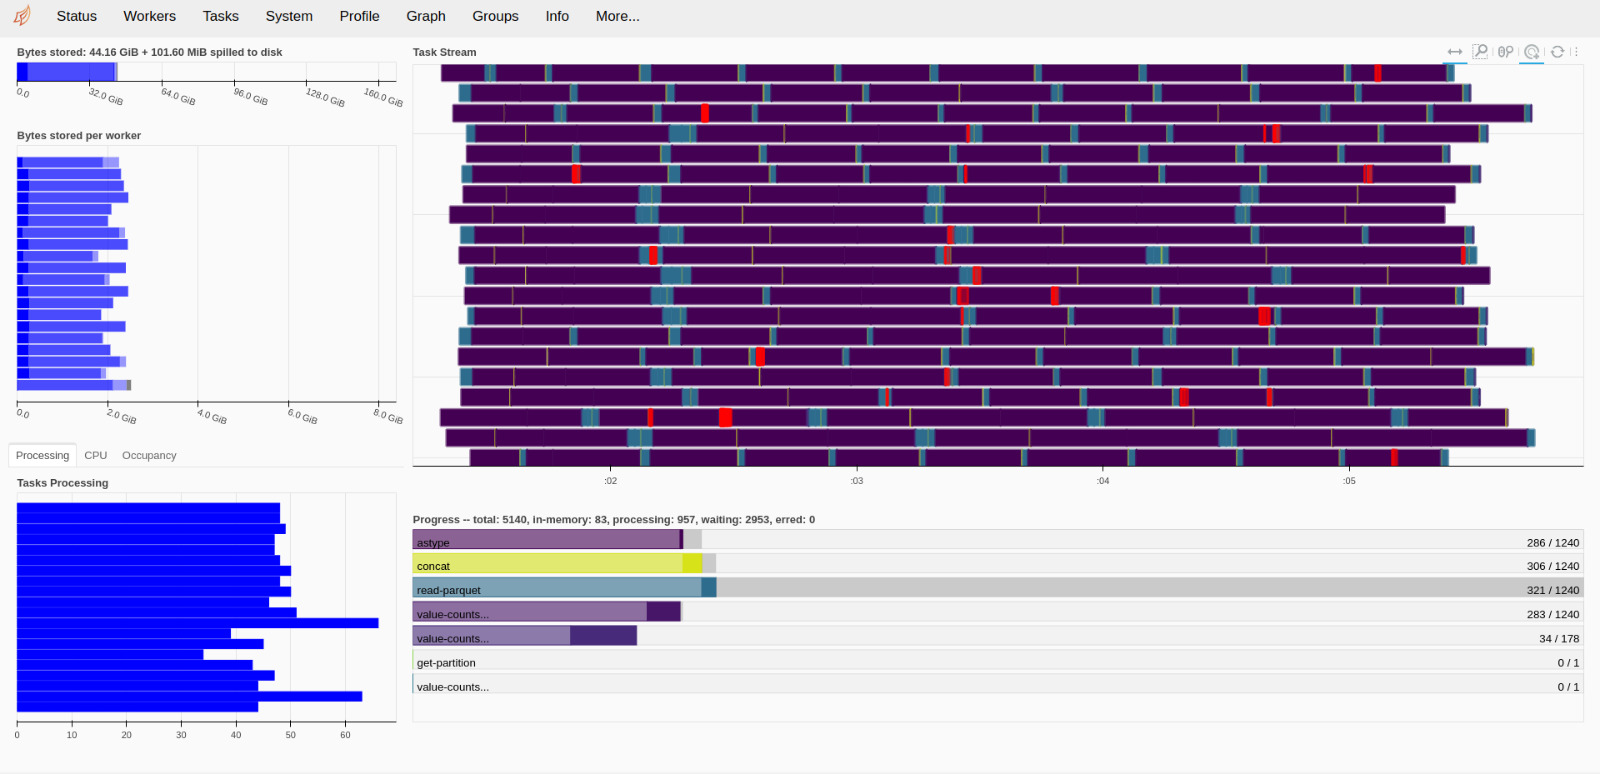 Status Workers Tasks System Profile Graph Groups Info More...
Bytes stored: 44.16 GiB + 101.60 MiB spilled to disk
0.0 32.0 GiB 64.0 GiB 96.0 GiB 128.0 GiB 160.0 GiB
Bytes stored per worker
0.0 2.0 GiB 4.0 GiB 6.0 GiB 8.0 GiB
Processing CPU Occupancy
Tasks Processing
0 10 20 30 40 50 60
Task Stream
:02 :03 :04 :05
Progress -- total: 5140, in-memory: 83, processing: 957, waiting: 2953, erred: 0
astype 286 / 1240
concat 306 / 1240
read-parquet 321 / 1240
value-counts... 283 / 1240
value-counts... 34 / 178
get-partition 0 / 1
value-counts... 0 / 1